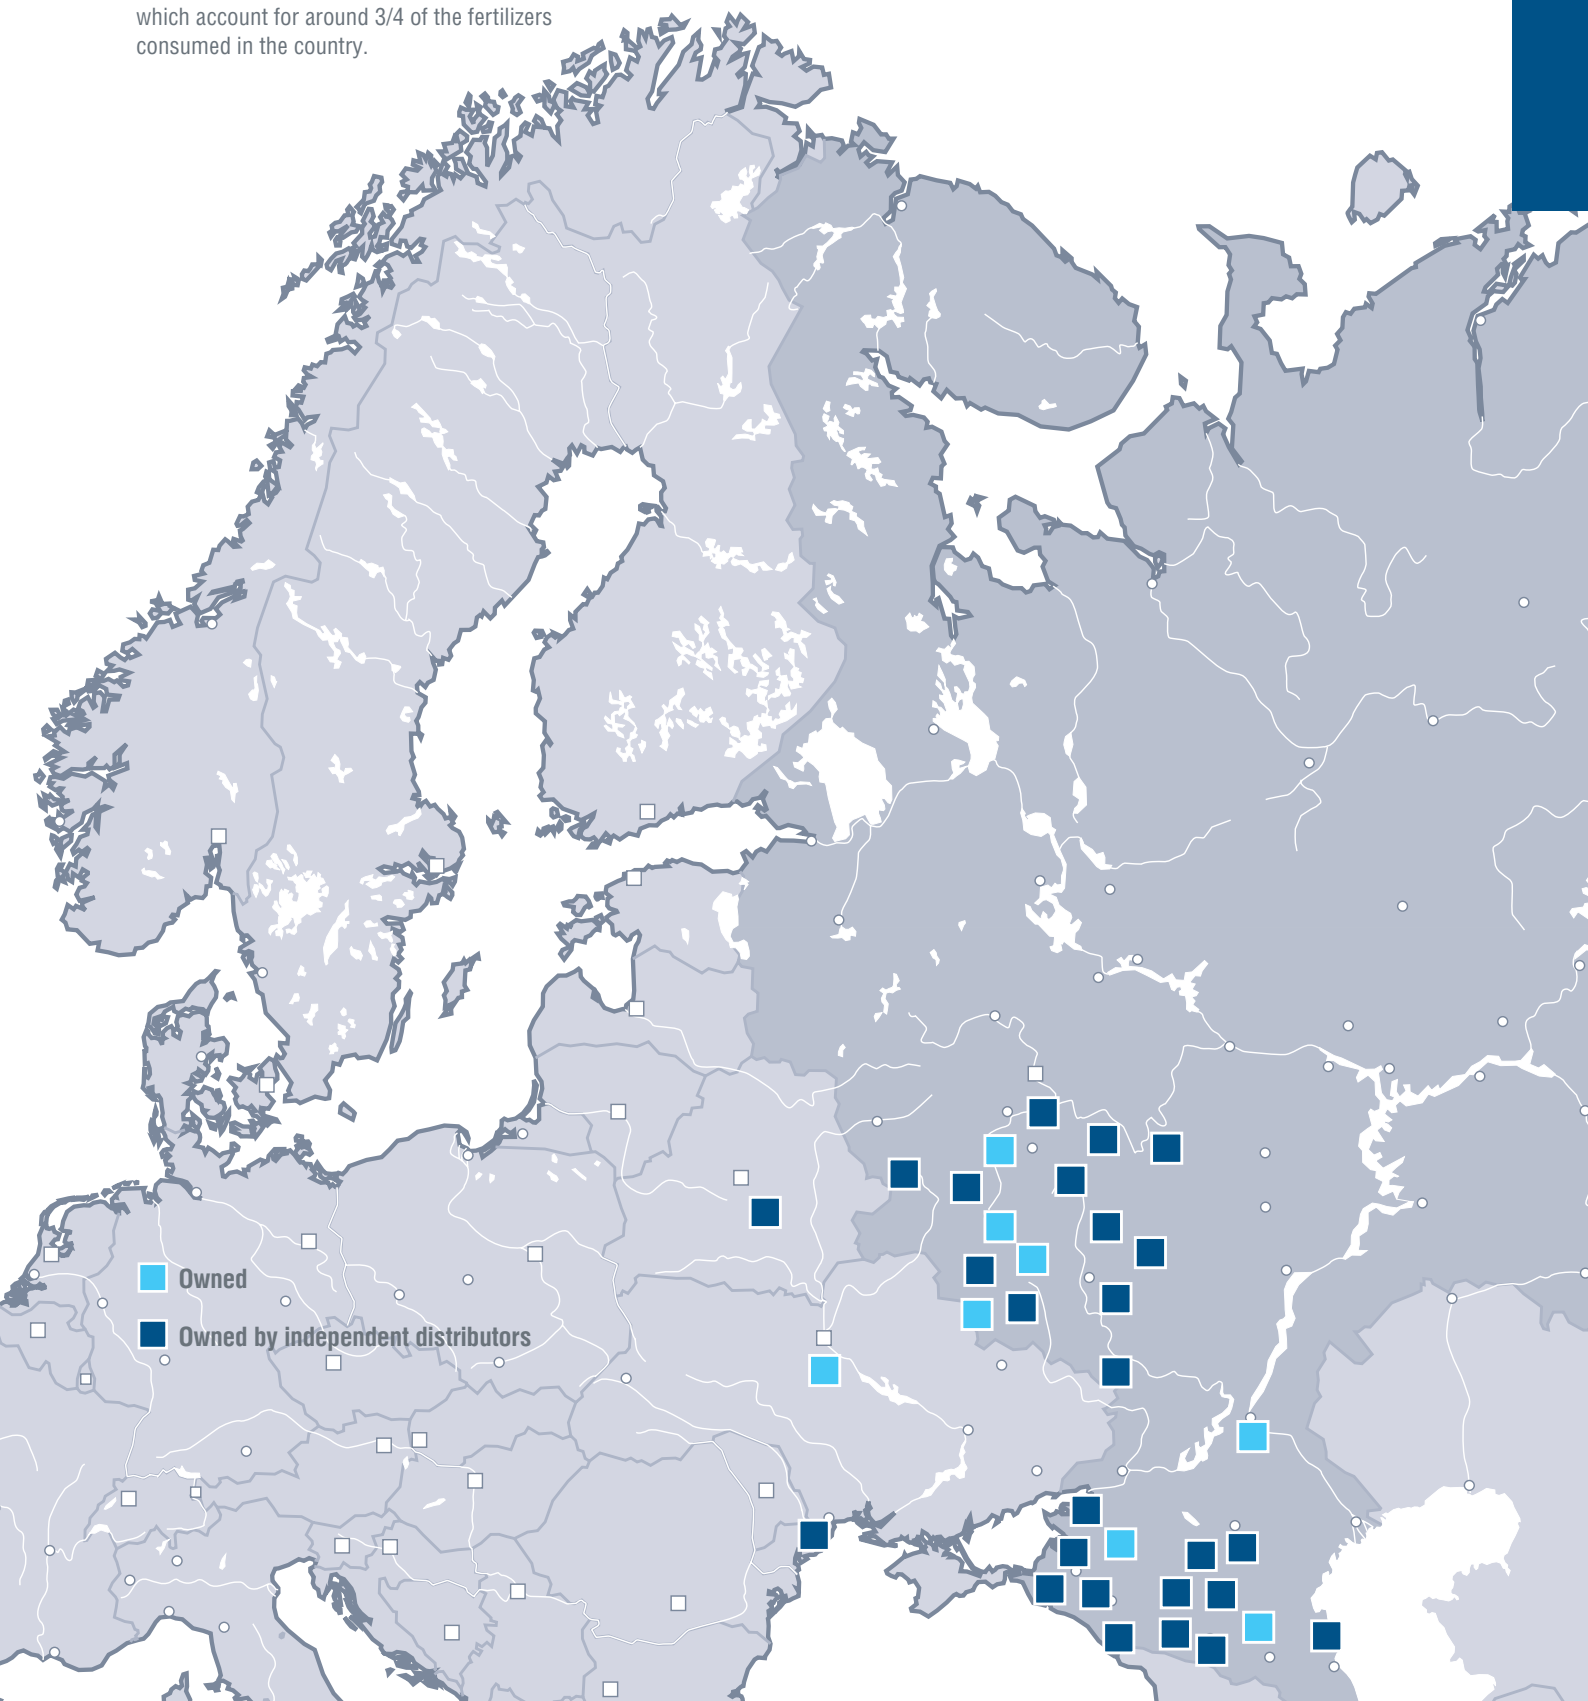 which account for around 3/4 of the fertilizers
consumed in the country.
Owned
Owned by independent distributors